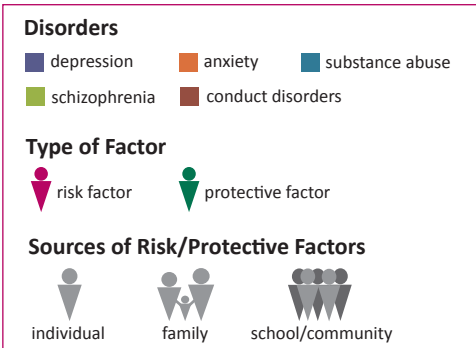 Disorders
depression anxiety substance abuse
schizophrenia conduct disorders
Type of Factor
risk factor protective factor
Sources of Risk/Protective Factors
individual family school/community